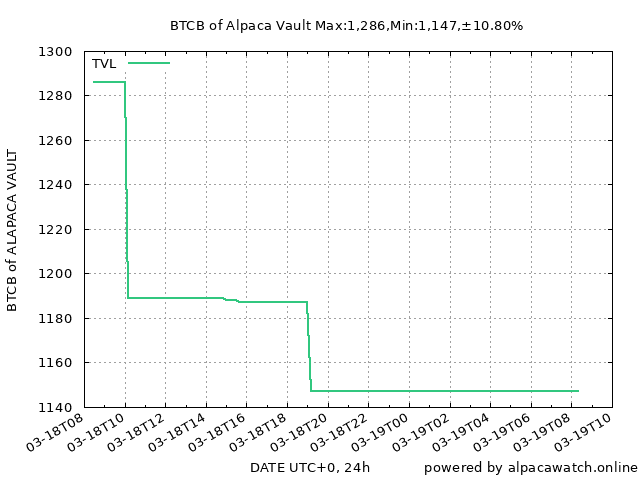 BTCB of Alpaca Vault Max:1,286,Min:1,147,±10.80%
TVL
1300
1280
1260
1240
1220
1200
1180
1160
1140
BTCB of ALAPACA VAULT
03-18T08
03-18T10
03-18T12
03-18T14
03-18T16
03-18T18
03-18T20
03-18T22
03-19T00
03-19T02
03-19T04
03-19T06
03-19T08
03-19T10
DATE UTC+0, 24h
powered by alpacawatch.online